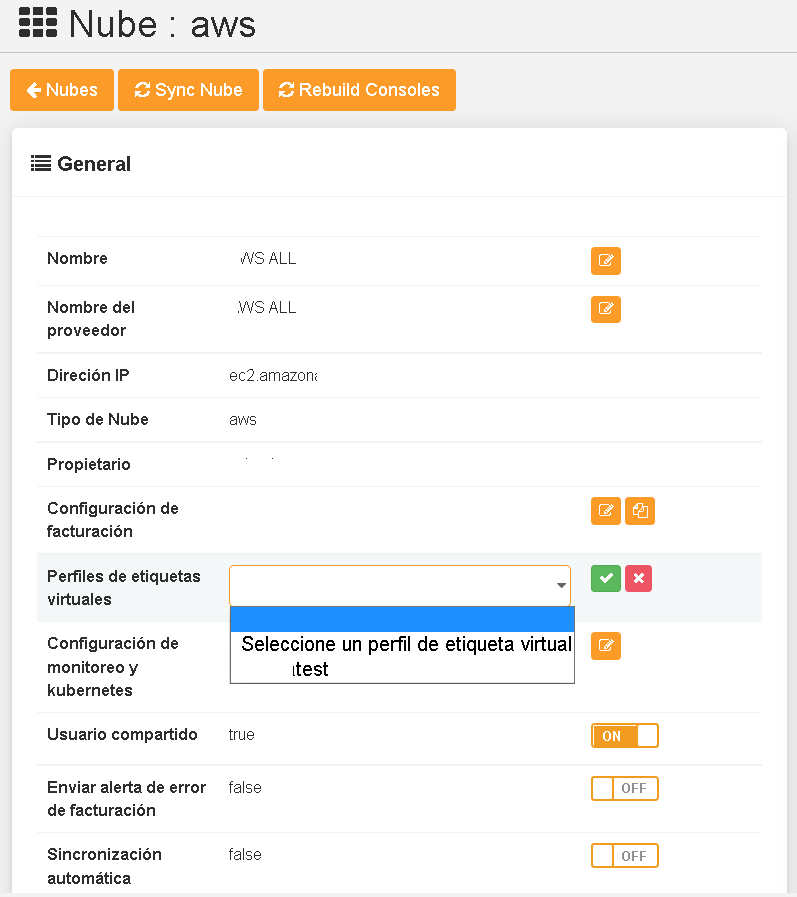 Nube : aws
Nubes Sync Nube Rebuild Consoles
General
Nombre WS ALL
Nombre del WS ALL
proveedor
Direción IP ec2.amazona
Tipo de Nube aws
Propietario
Configuración de
facturación
Perfiles de etiquetas
virtuales
Seleccione un perfil de etiqueta virtual
test
Configuración de
monitoreo y
kubernetes
Usuario compartido true ON
Enviar alerta de error false OFF
de facturación
Sincronización false OFF
automática